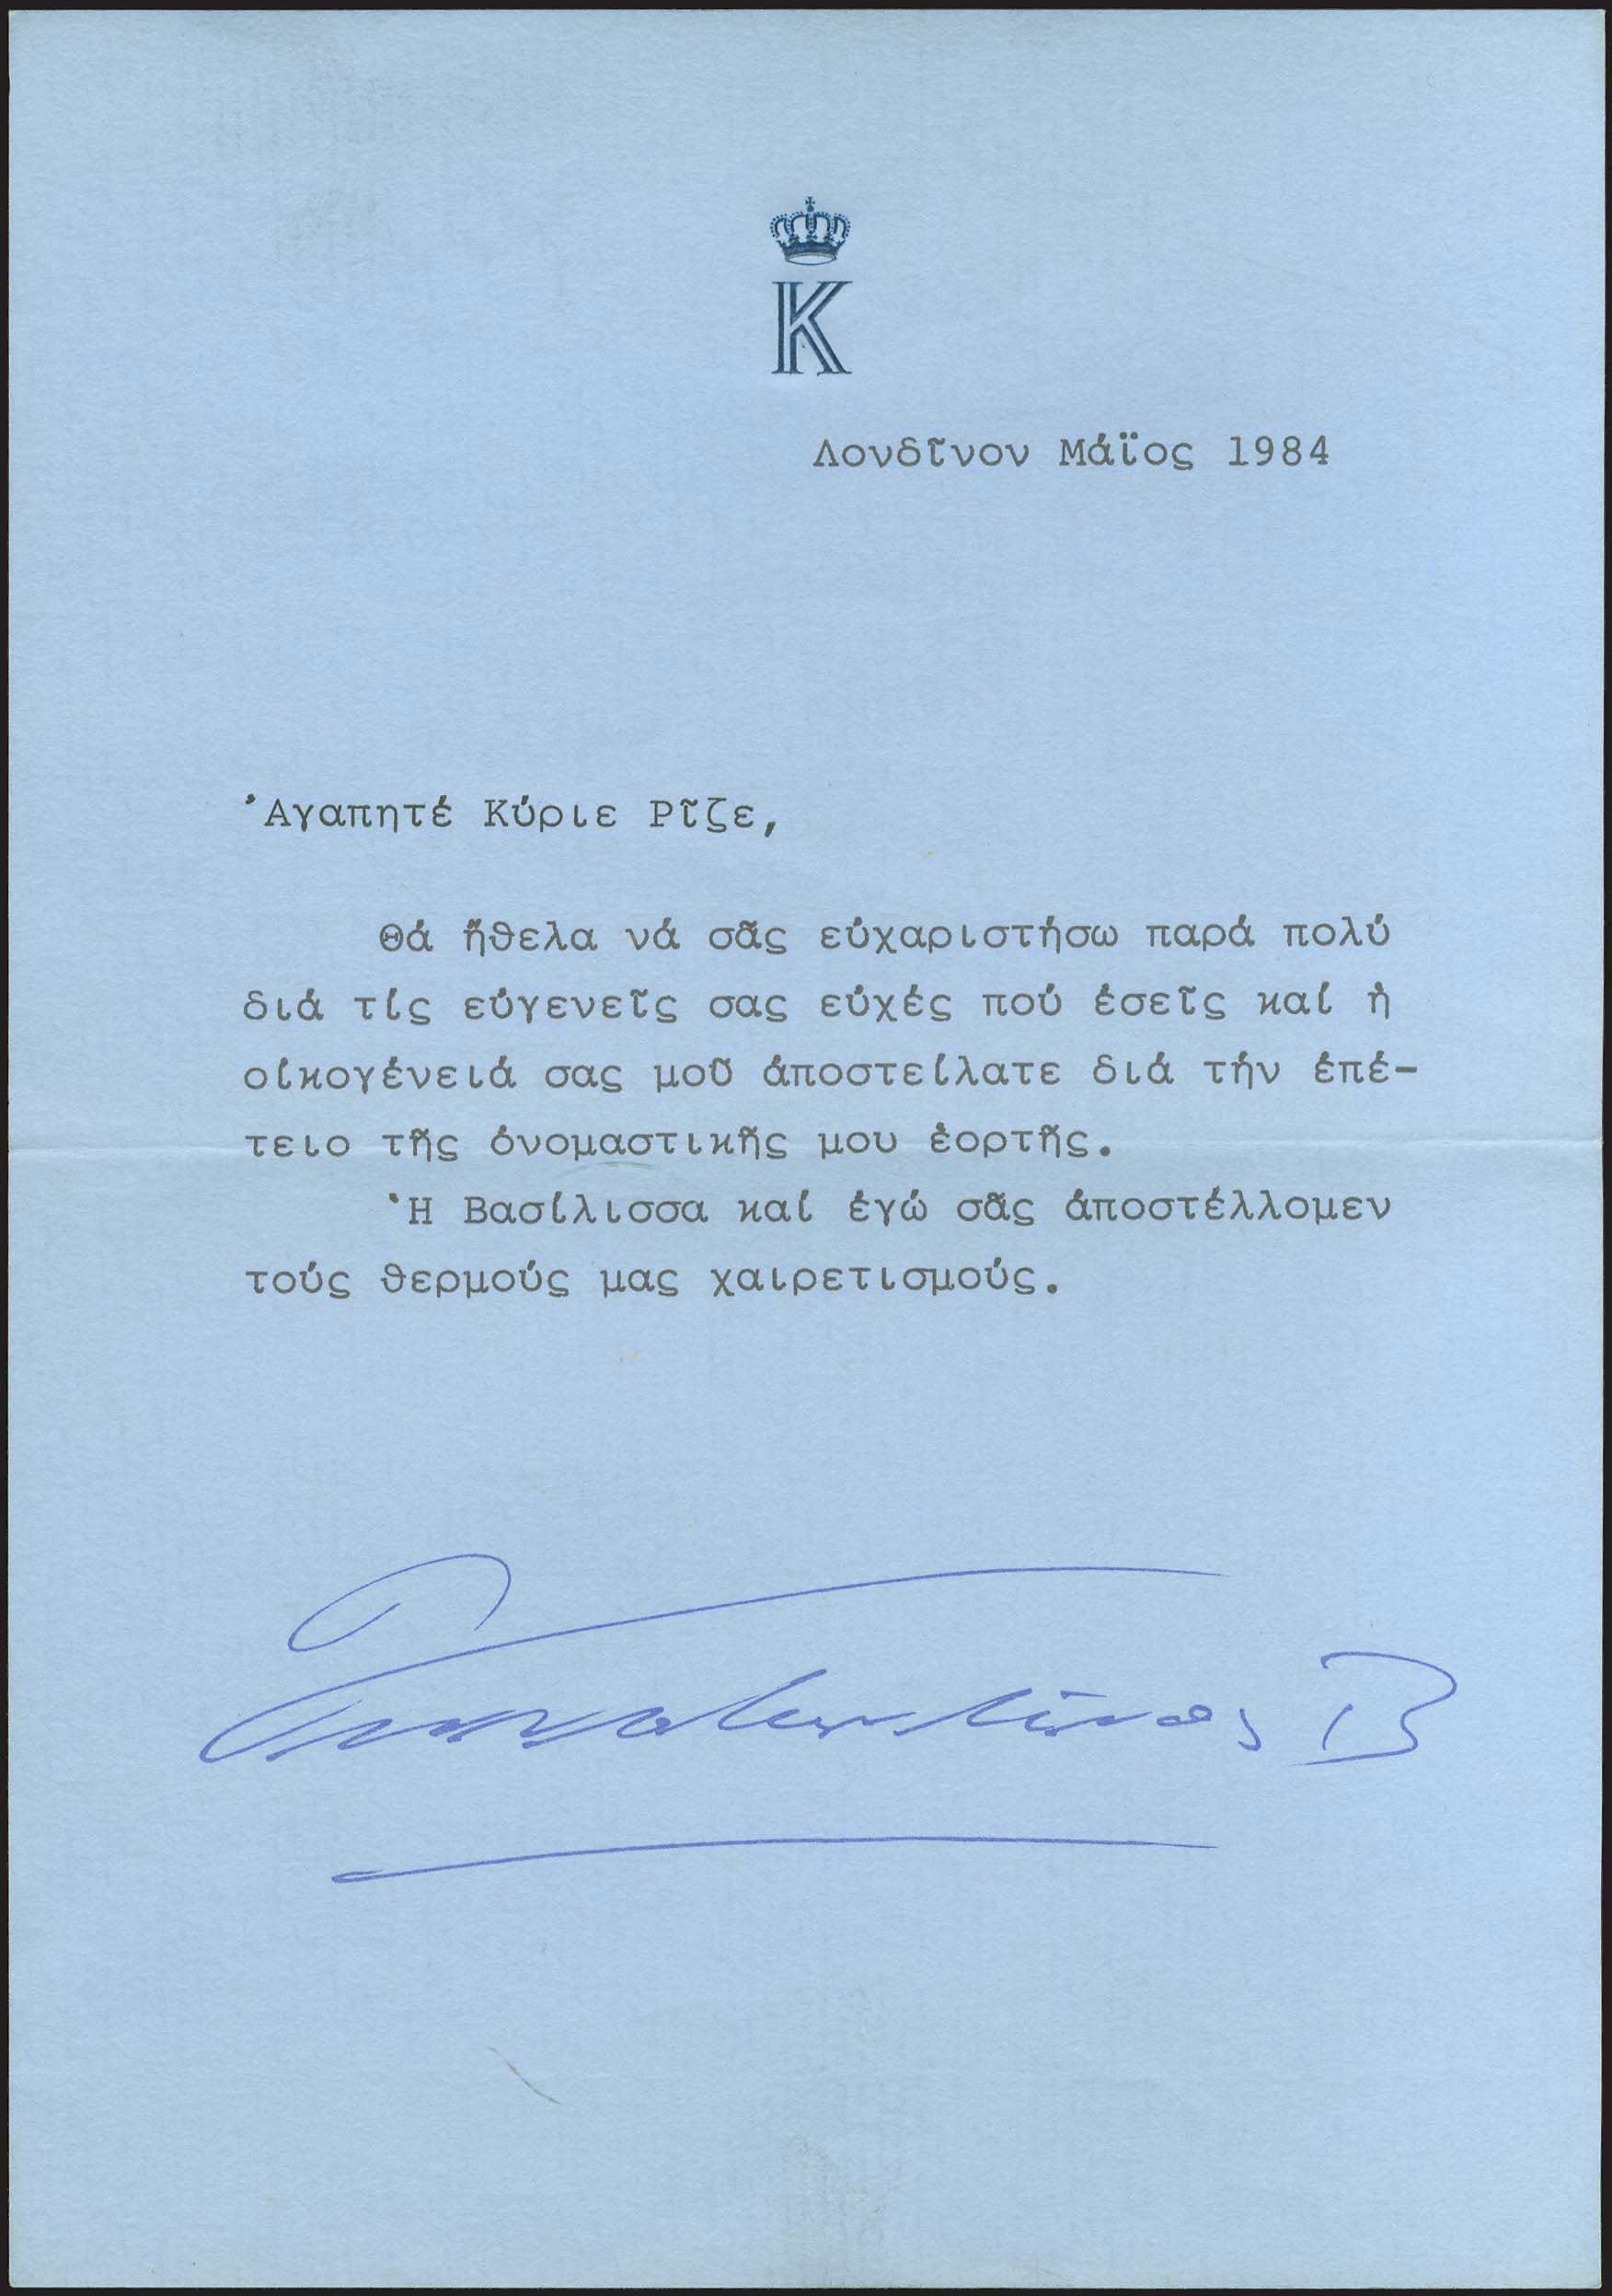 K
Λονδῖνον Μάϊος 1984
Ἀγαπητέ Κύριε Ρῖζε,
Θά ἤθελα νά σᾶς εὐχαριστήσω παρά πολύ
διά τίς εὐγενεῖς σας εὐχές πού ἐσεῖς καί ἡ
οἰκογένειά σας μοῦ ἀποστείλατε διά τήν ἐπέ-
τειο τῆς ὀνομαστικῆς μου ἑορτῆς.
Ἡ Βασίλισσα καί ἐγώ σᾶς ἀποστέλλομεν
τούς θερμούς μας χαιρετισμούς.
Κωνσταντῖνος Β